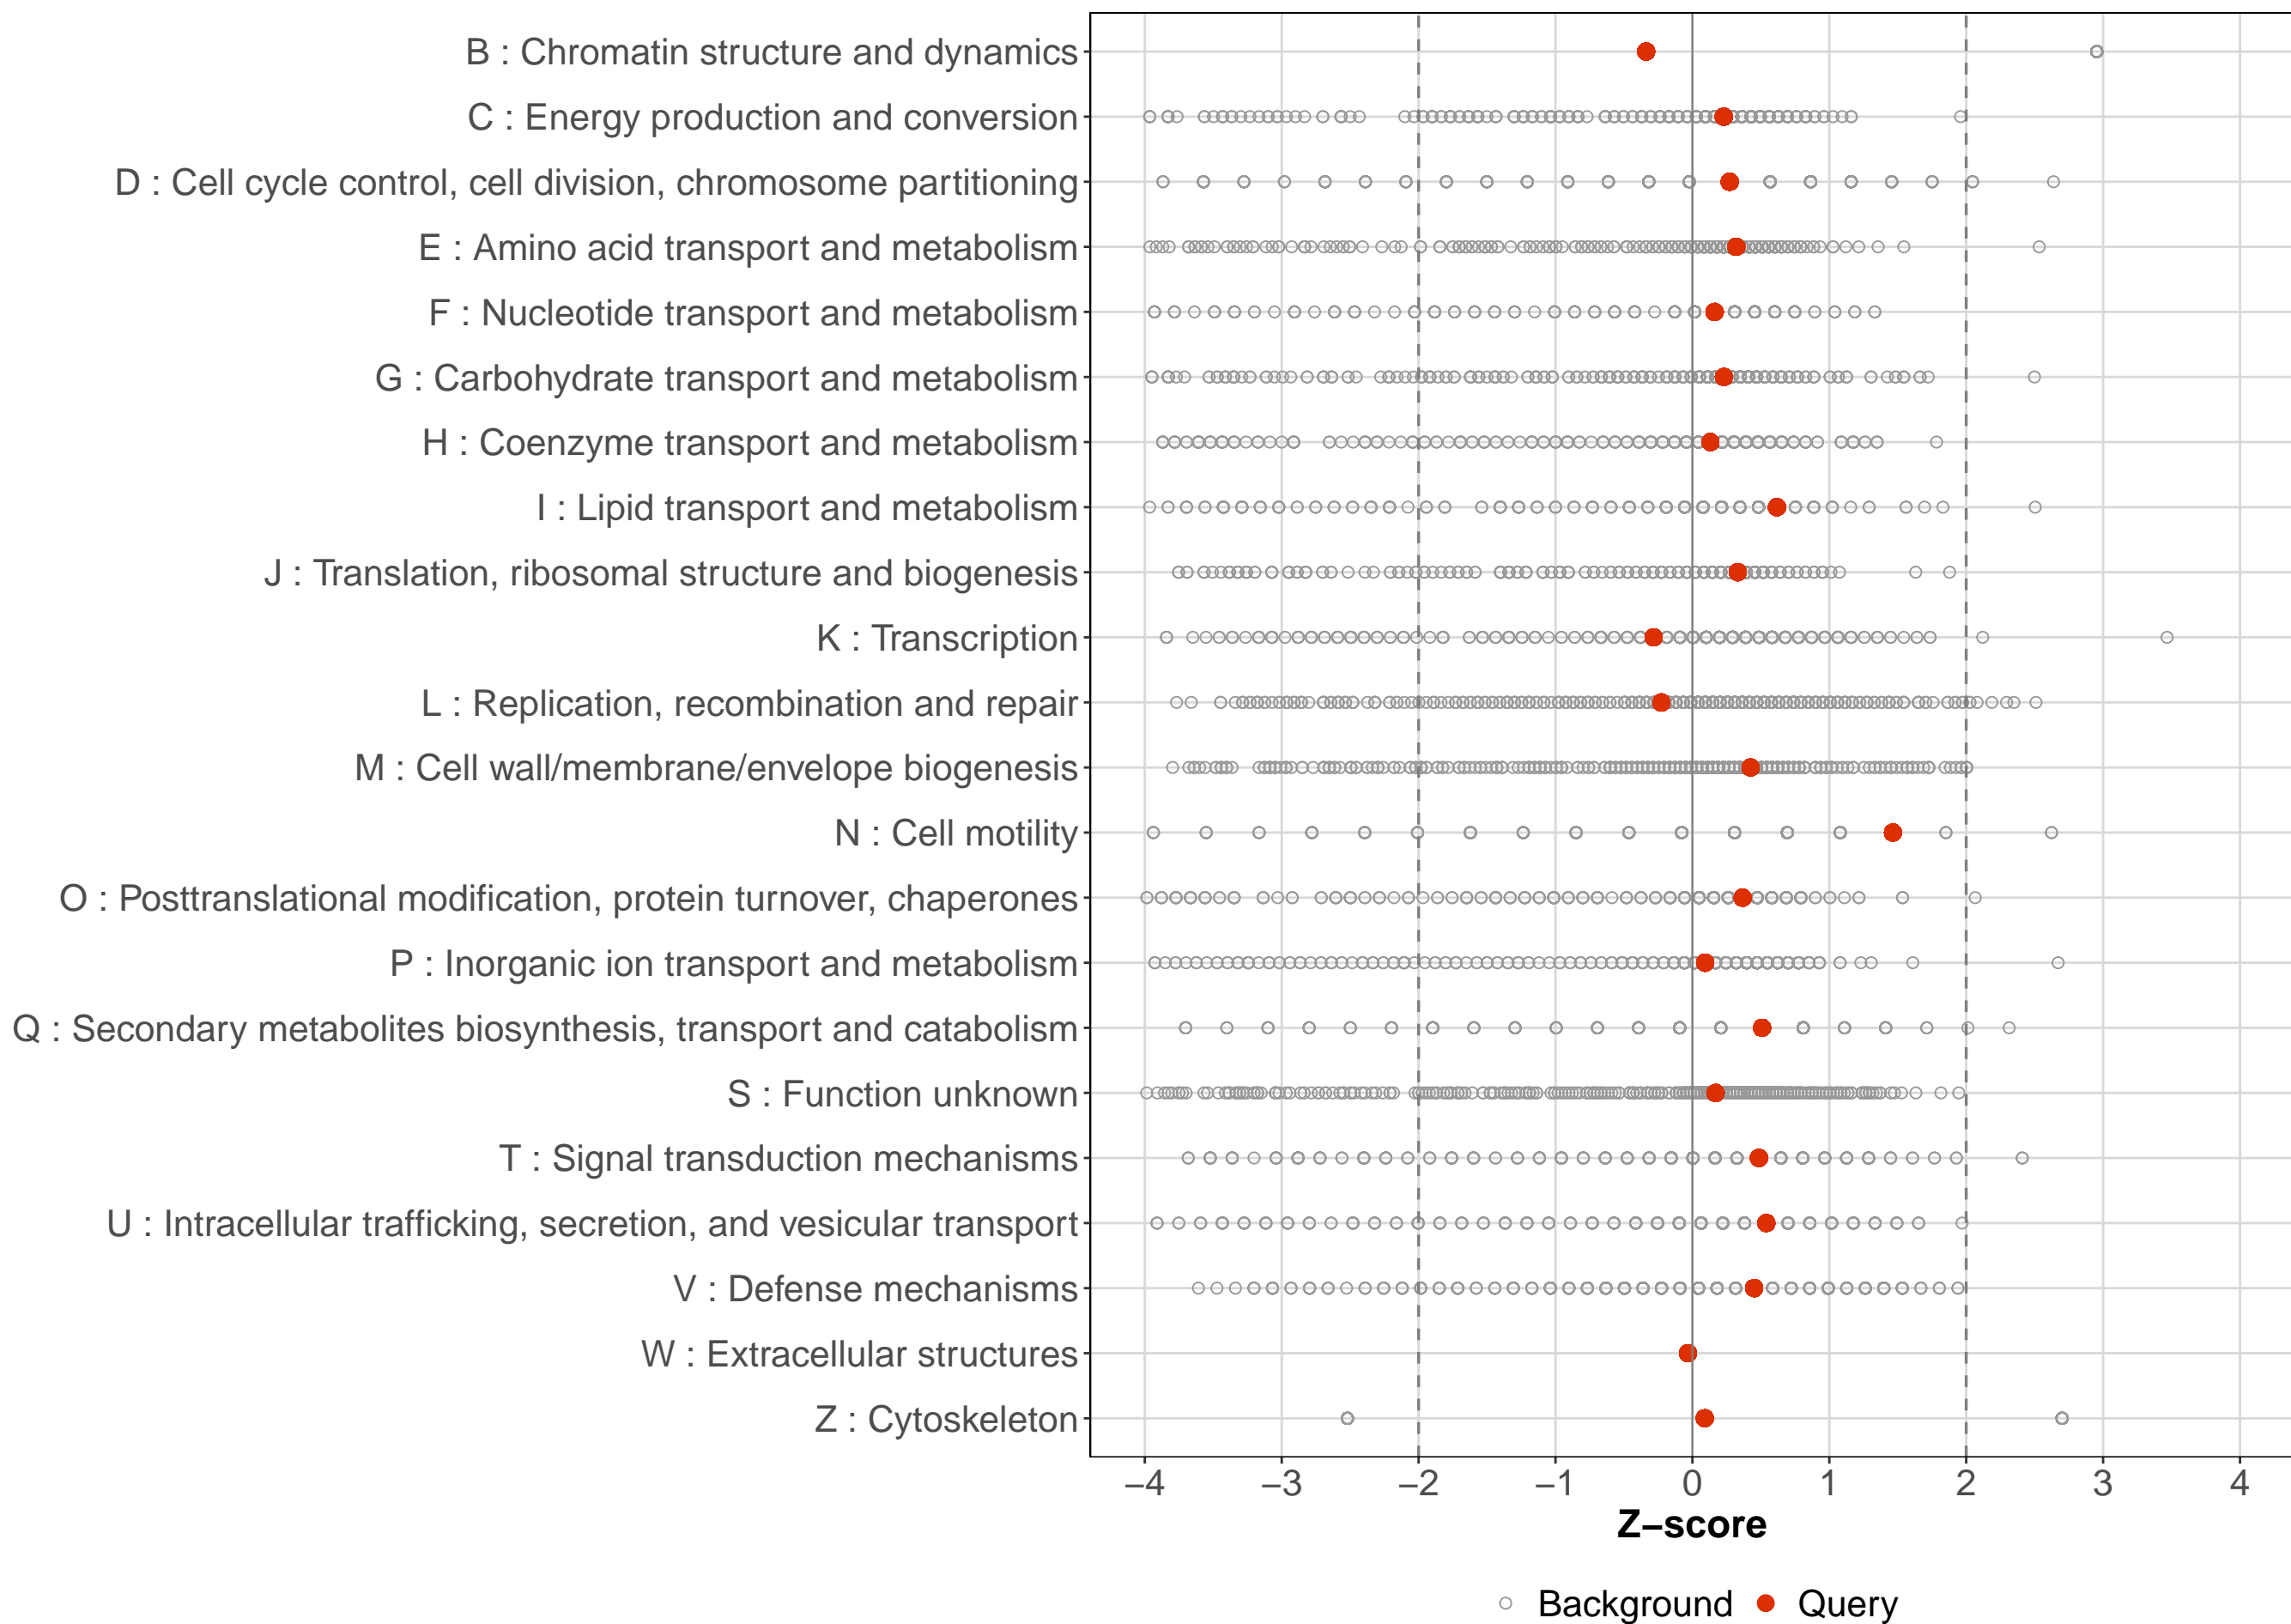 B : Chromatin structure and dynamics
C : Energy production and conversion
D : Cell cycle control, cell division, chromosome partitioning
E : Amino acid transport and metabolism
F : Nucleotide transport and metabolism
G : Carbohydrate transport and metabolism
H : Coenzyme transport and metabolism
I : Lipid transport and metabolism
J : Translation, ribosomal structure and biogenesis
K : Transcription
L : Replication, recombination and repair
M : Cell wall/membrane/envelope biogenesis
N : Cell motility
O : Posttranslational modification, protein turnover, chaperones
P : Inorganic ion transport and metabolism
Q : Secondary metabolites biosynthesis, transport and catabolism
S : Function unknown
T : Signal transduction mechanisms
U : Intracellular trafficking, secretion, and vesicular transport
V : Defense mechanisms
W : Extracellular structures
Z : Cytoskeleton
−4 −3 −2 −1 0 1 2 3 4
Z−score
Background Query